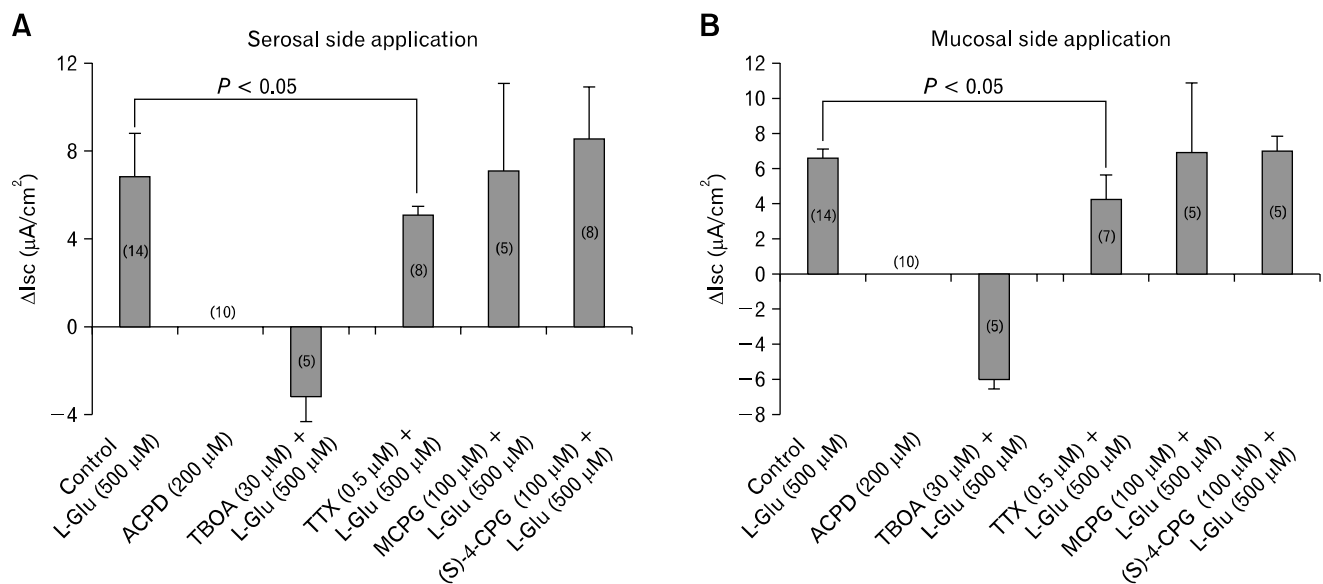 A
Serosal side application
12
8
4
0
−4
ΔIsc (μA/cm²)
P < 0.05
(14)
(10)
(5)
(8)
(5)
(8)
Control
L-Glu (500 μM)
ACPD (200 μM)
TBOA (30 μM) +
L-Glu (500 μM)
TTX (0.5 μM) +
L-Glu (500 μM)
MCPG (100 μM) +
L-Glu (500 μM)
(S)-4-CPG (100 μM) +
L-Glu (500 μM)
B
Mucosal side application
12
10
8
6
4
2
0
−2
−4
−6
−8
ΔIsc (μA/cm²)
P < 0.05
(14)
(10)
(5)
(7)
(5)
(5)
Control
L-Glu (500 μM)
ACPD (200 μM)
TBOA (30 μM) +
L-Glu (500 μM)
TTX (0.5 μM) +
L-Glu (500 μM)
MCPG (100 μM) +
L-Glu (500 μM)
(S)-4-CPG (100 μM) +
L-Glu (500 μM)